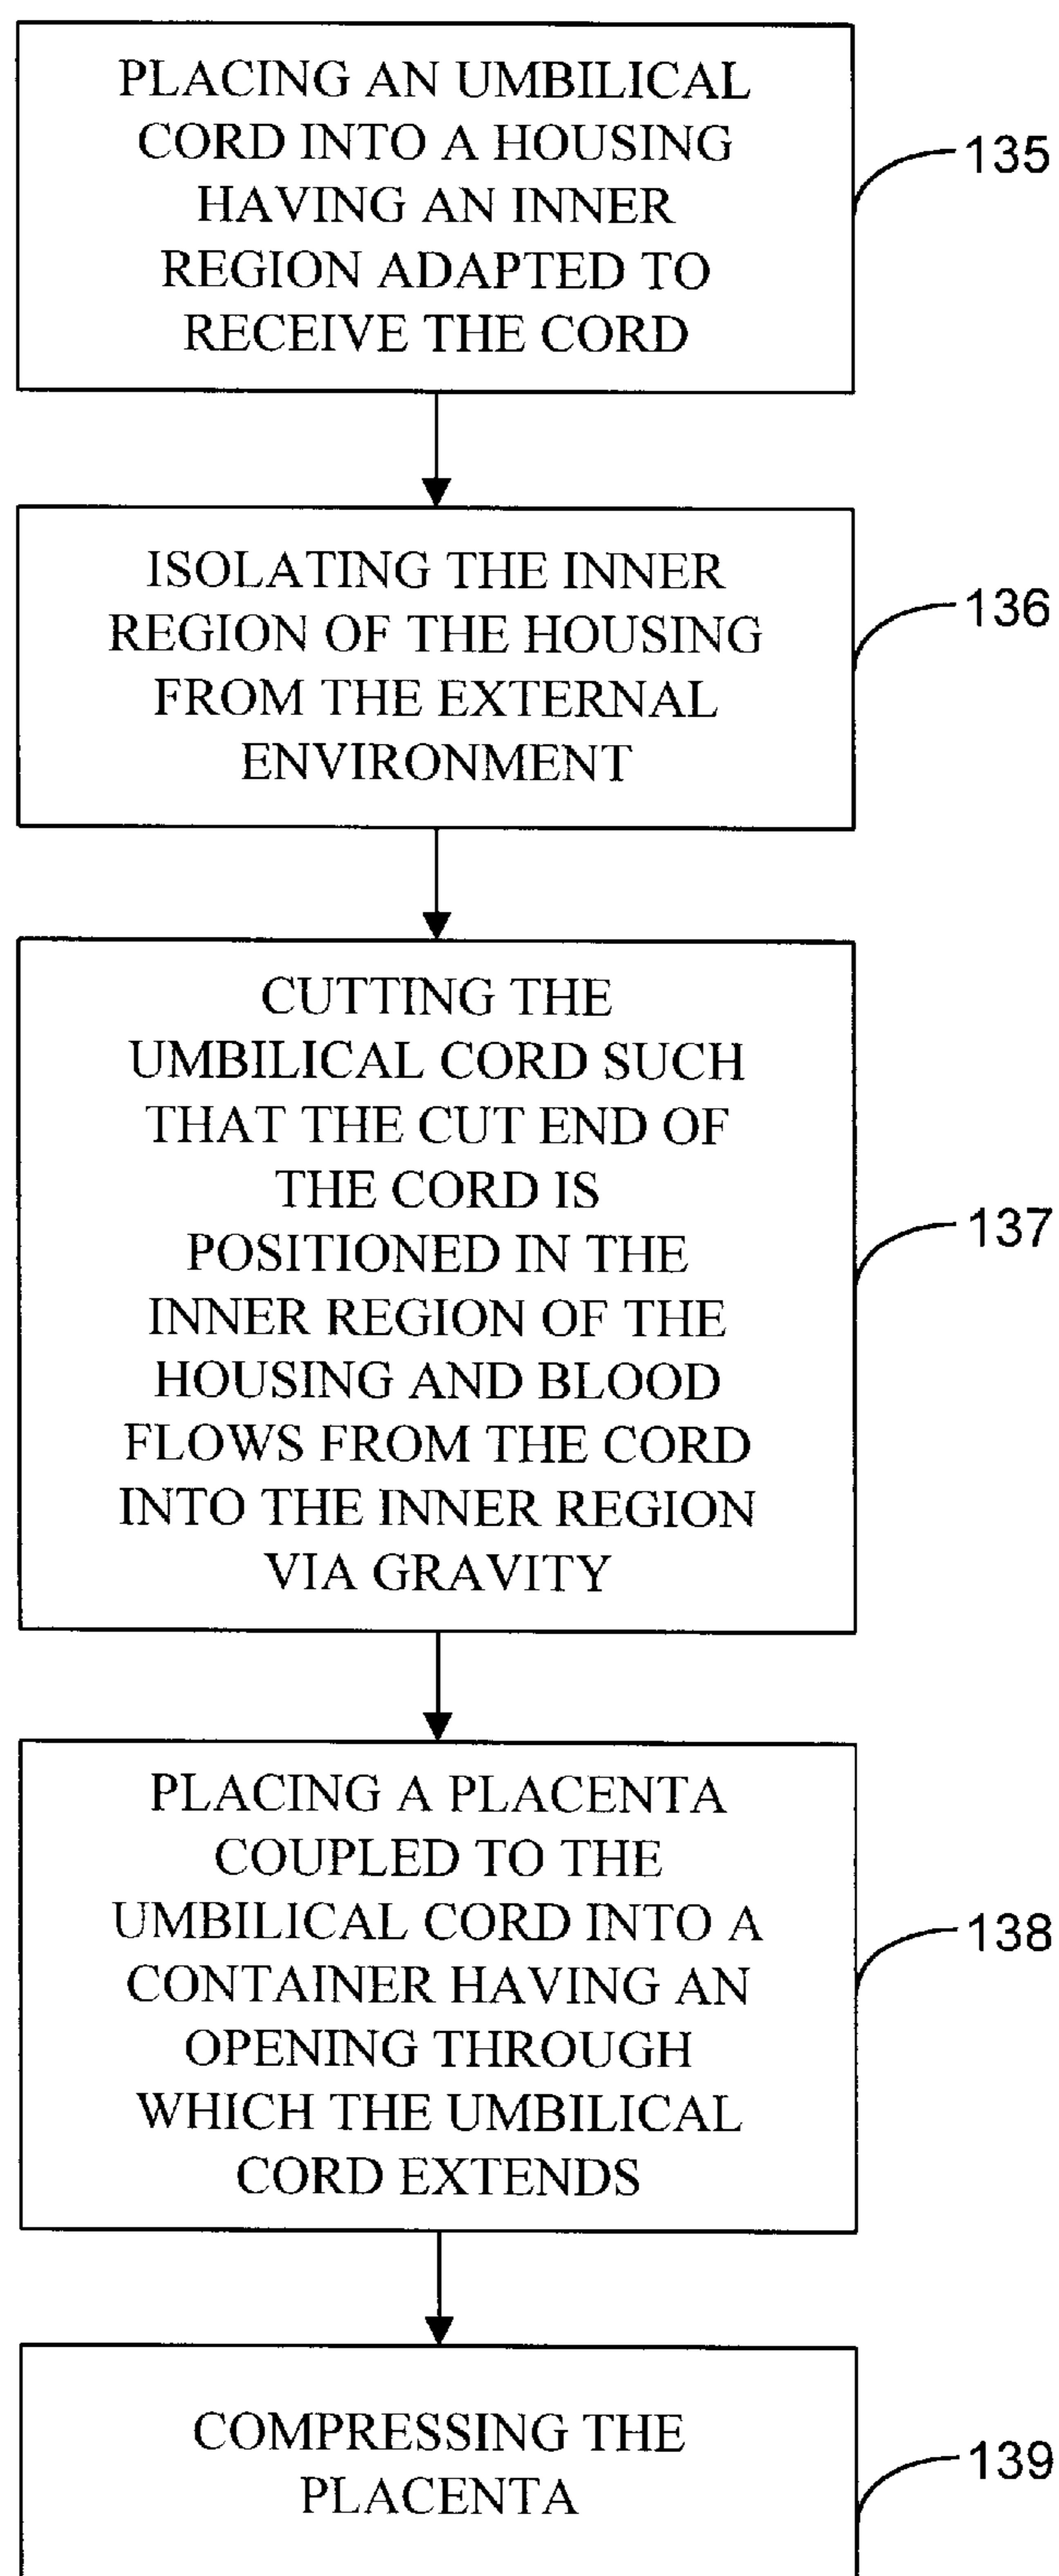 PLACING AN UMBILICAL
CORD INTO A HOUSING
HAVING AN INNER
REGION ADAPTED TO
RECEIVE THE CORD
135
ISOLATING THE INNER
REGION OF THE HOUSING
FROM THE EXTERNAL
ENVIRONMENT
136
CUTTING THE
UMBILICAL CORD SUCH
THAT THE CUT END OF
THE CORD IS
POSITIONED IN THE
INNER REGION OF THE
HOUSING AND BLOOD
FLOWS FROM THE CORD
INTO THE INNER REGION
VIA GRAVITY
137
PLACING A PLACENTA
COUPLED TO THE
UMBILICAL CORD INTO A
CONTAINER HAVING AN
OPENING THROUGH
WHICH THE UMBILICAL
CORD EXTENDS
138
COMPRESSING THE
PLACENTA
139